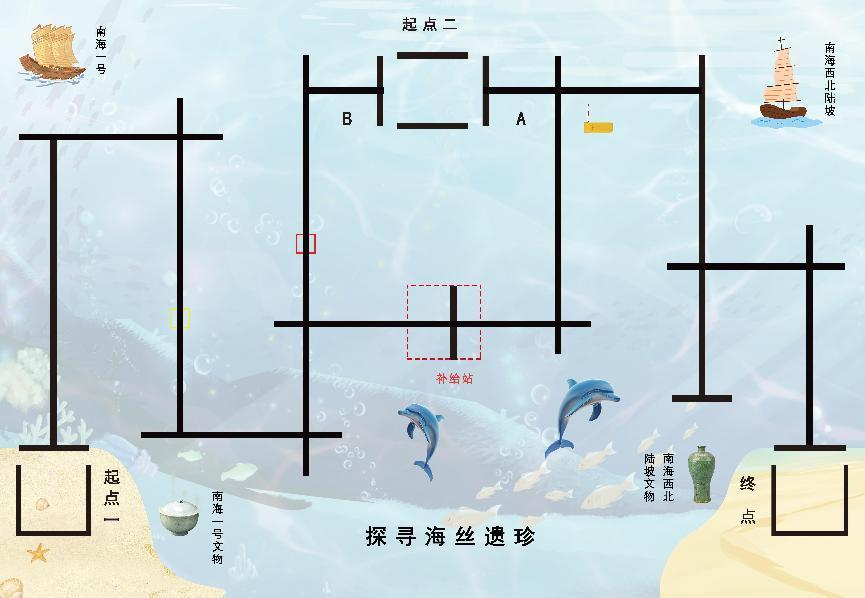 起点二
南海一号
南海西北陆坡
B
A
补给站
起点一
南海一号文物
南海西北
陆坡文物
终点
探寻海丝遗珍